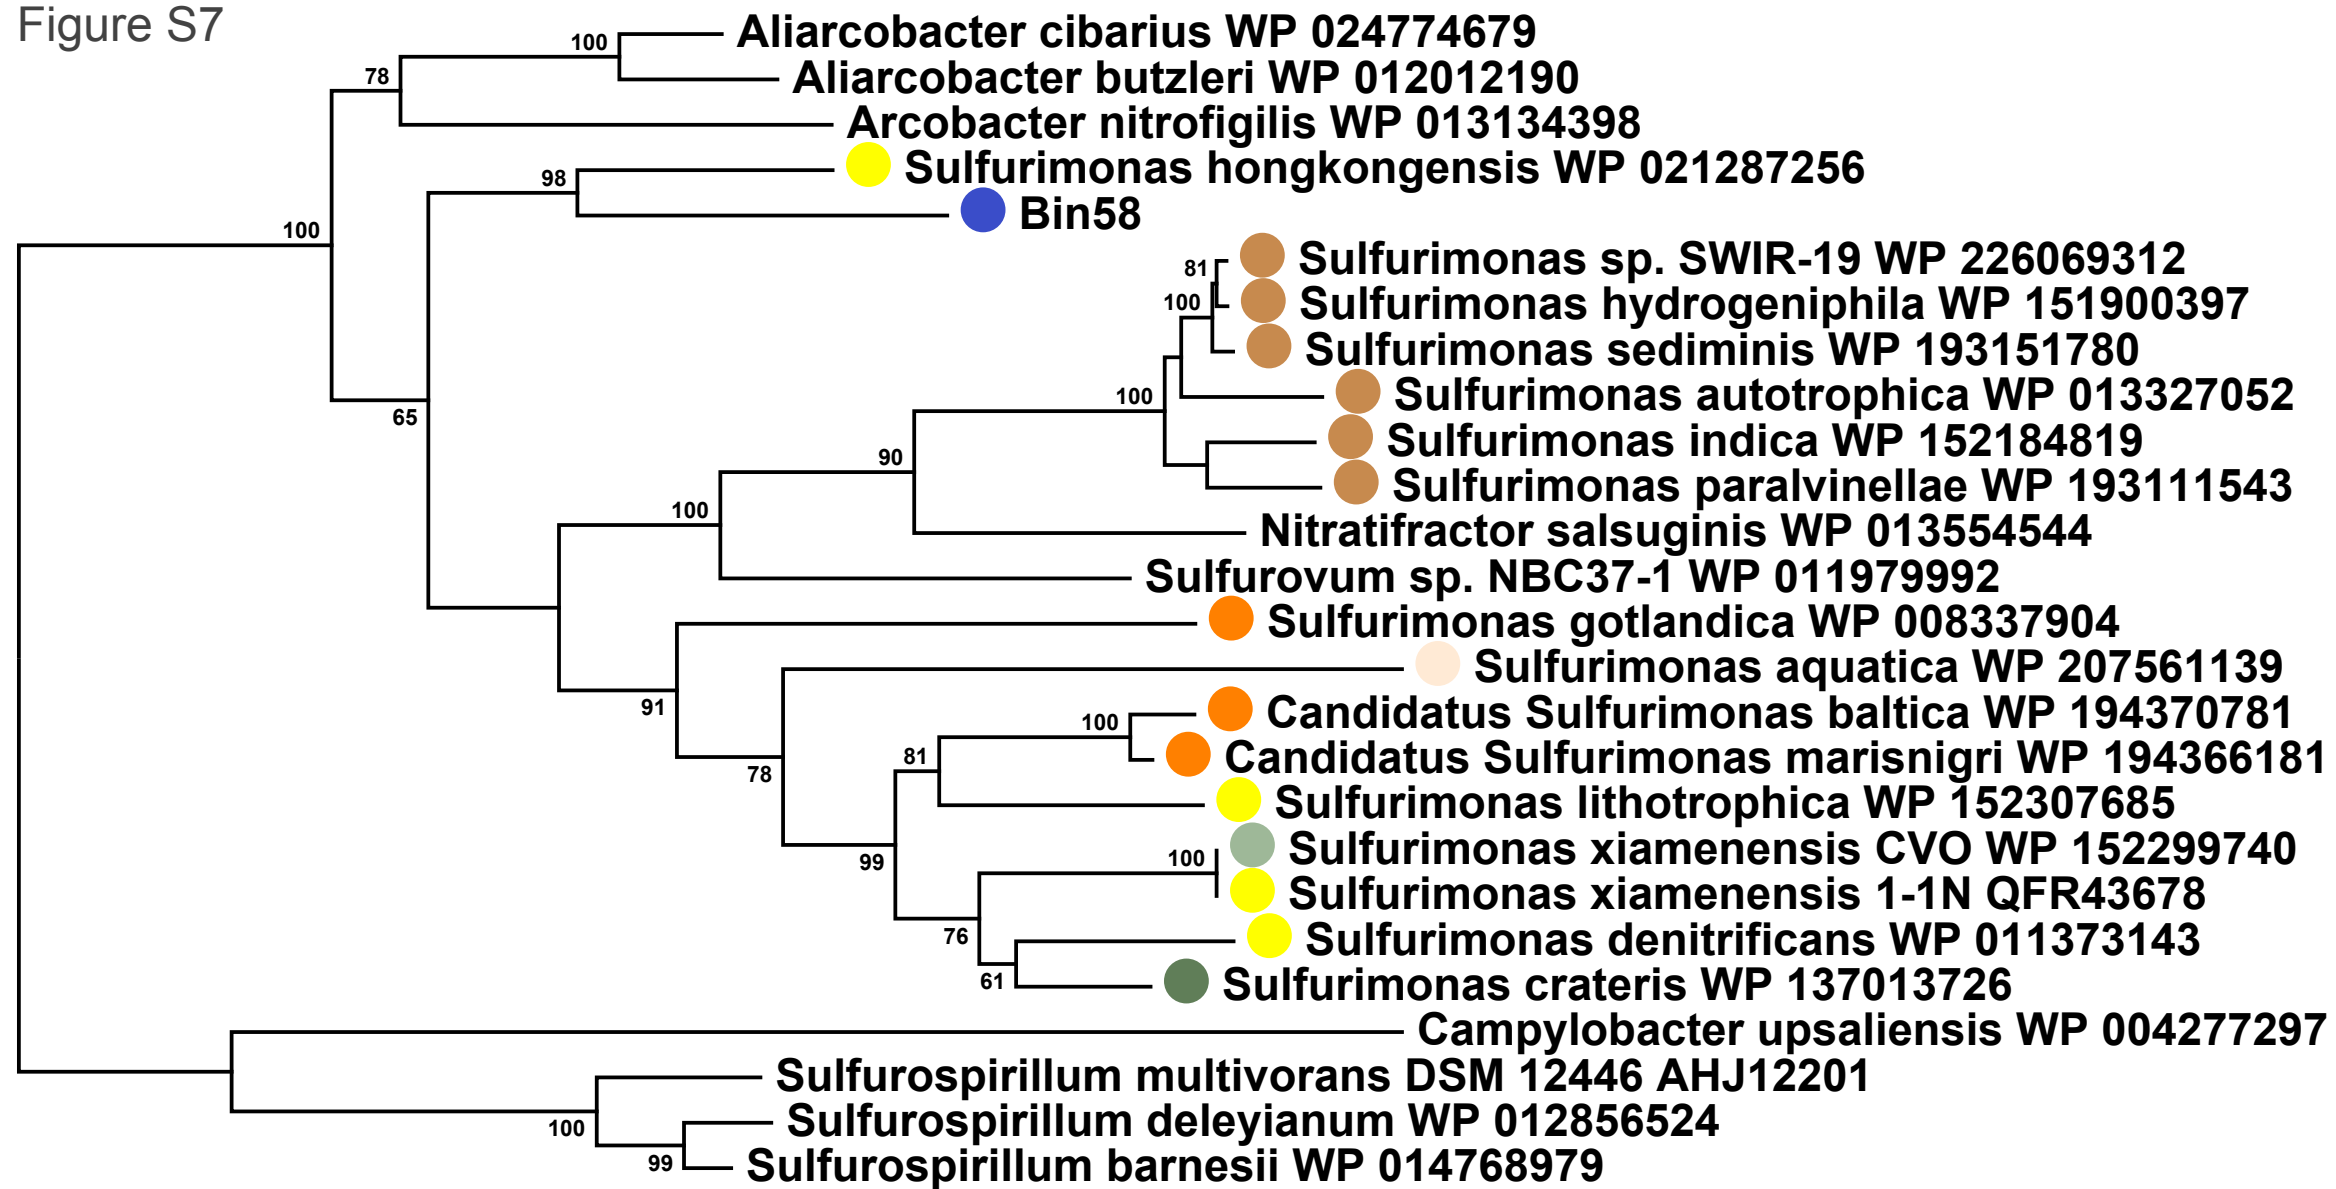 Figure S7
100
Aliarcobacter cibarius WP 024774679
78
Aliarcobacter butzleri WP 012012190
Arcobacter nitrofigilis WP 013134398
98
Sulfurimonas hongkongensis WP 021287256
Bin58
100
81
Sulfurimonas sp. SWIR-19 WP 226069312
100
Sulfurimonas hydrogeniphila WP 151900397
Sulfurimonas sediminis WP 193151780
100
Sulfurimonas autotrophica WP 013327052
65
Sulfurimonas indica WP 152184819
90
Sulfurimonas paralvinellae WP 193111543
100
Nitratifractor salsuginis WP 013554544
Sulfurovum sp. NBC37-1 WP 011979992
Sulfurimonas gotlandica WP 008337904
Sulfurimonas aquatica WP 207561139
91
100
Candidatus Sulfurimonas baltica WP 194370781
81
Candidatus Sulfurimonas marisnigri WP 194366181
78
Sulfurimonas lithotrophica WP 152307685
100
Sulfurimonas xiamenensis CVO WP 152299740
99
Sulfurimonas xiamenensis 1-1N QFR43678
76
Sulfurimonas denitrificans WP 011373143
61
Sulfurimonas crateris WP 137013726
Campylobacter upsaliensis WP 004277297
Sulfurospirillum multivorans DSM 12446 AHJ12201
100
Sulfurospirillum deleyianum WP 012856524
99
Sulfurospirillum barnesii WP 014768979